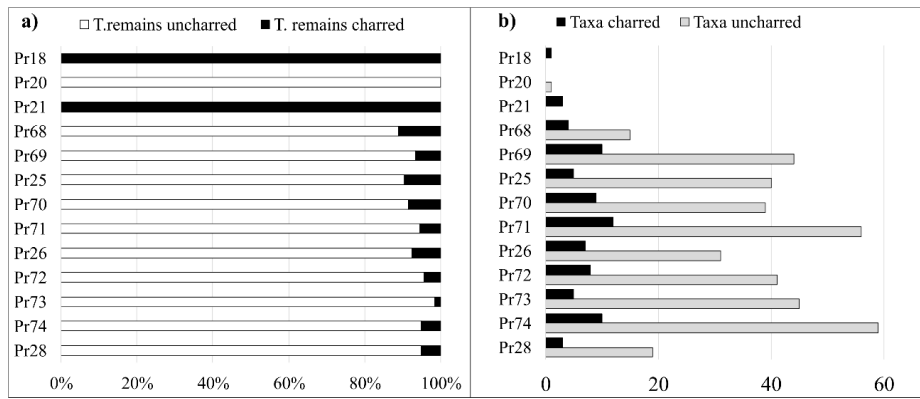 a)
T.remains uncharred
T. remains charred
Pr18
Pr20
Pr21
Pr68
Pr69
Pr25
Pr70
Pr71
Pr26
Pr72
Pr73
Pr74
Pr28
0% 20% 40% 60% 80% 100%
b)
Taxa charred
Taxa uncharred
Pr18
Pr20
Pr21
Pr68
Pr69
Pr25
Pr70
Pr71
Pr26
Pr72
Pr73
Pr74
Pr28
0 20 40 60